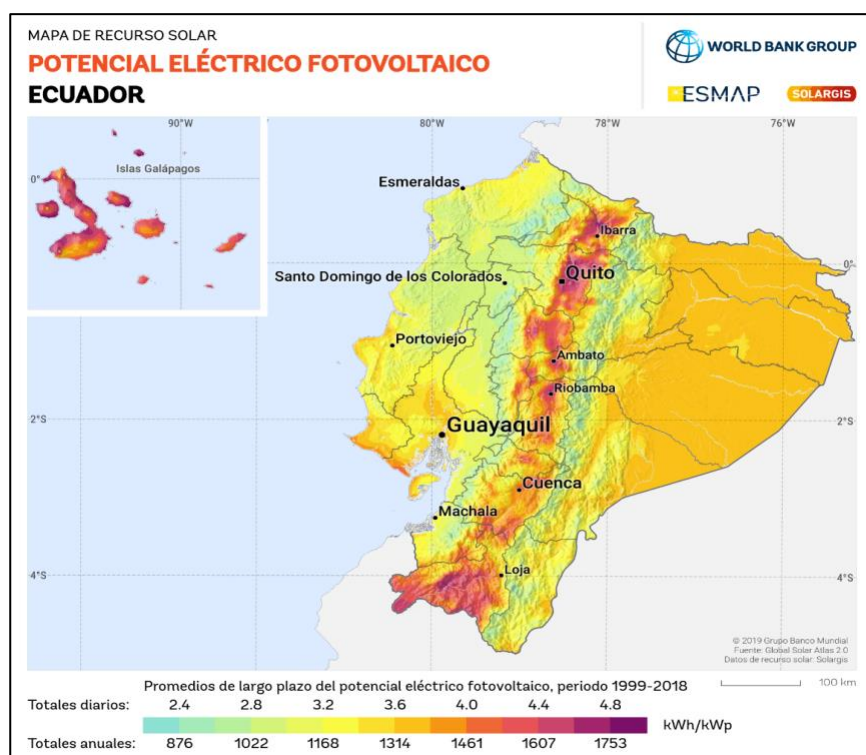 MAPA DE RECURSO SOLAR
POTENCIAL ELÉCTRICO FOTOVOLTAICO
ECUADOR
WORLD BANK GROUP
ESMAP
SOLARGIS
90°W
80°W
78°W
76°W
Islas Galápagos
0°
Esmeraldas
Ibarra
0°
Quito
Santo Domingo de los Colorados
Portoviejo
Ambato
Riobamba
2°S
Guayaquil
2°S
Cuenca
Machala
4°S
Loja
4°S
© 2019 Grupo Banco Mundial
Fuente: Global Solar Atlas 2.0
Datos de recurso solar: Solargis
100 km
Promedios de largo plazo del potencial eléctrico fotovoltaico, periodo 1999-2018
Totales diarios: 2.4 2.8 3.2 3.6 4.0 4.4 4.8
kWh/kWp
Totales anuales: 876 1022 1168 1314 1461 1607 1753